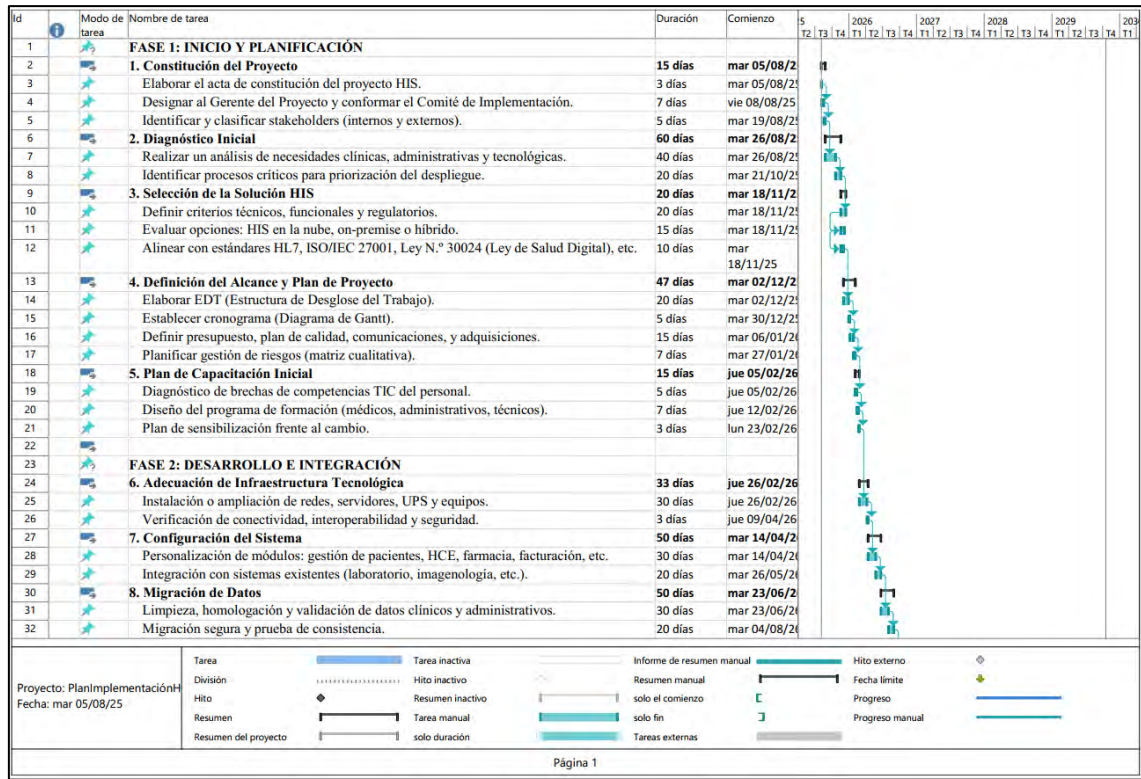 Id Modo de tarea Nombre de tarea Duración Comienzo 5 2026 2027 2028 2029 203
T2 T3 T4 T1 T2 T3 T4 T1 T2 T3 T4 T1 T2 T3 T4 T1 T2 T3 T4 T1
1 FASE 1: INICIO Y PLANIFICACIÓN
2 1. Constitución del Proyecto 15 días mar 05/08/2
3 Elaborar el acta de constitución del proyecto HIS. 3 días mar 05/08/25
4 Designar al Gerente del Proyecto y conformar el Comité de Implementación. 7 días vie 08/08/25
5 Identificar y clasificar stakeholders (internos y externos). 5 días mar 19/08/25
6 2. Diagnóstico Inicial 60 días mar 26/08/2
7 Realizar un análisis de necesidades clínicas, administrativas y tecnológicas. 40 días mar 26/08/25
8 Identificar procesos críticos para priorización del despliegue. 20 días mar 21/10/25
9 3. Selección de la Solución HIS 20 días mar 18/11/2
10 Definir criterios técnicos, funcionales y regulatorios. 20 días mar 18/11/25
11 Evaluar opciones: HIS en la nube, on-premise o híbrido. 15 días mar 18/11/25
12 Alinear con estándares HL7, ISO/IEC 27001, Ley N.º 30024 (Ley de Salud Digital), etc. 10 días mar 18/11/25
13 4. Definición del Alcance y Plan de Proyecto 47 días mar 02/12/2
14 Elaborar EDT (Estructura de Desglose del Trabajo). 20 días mar 02/12/25
15 Establecer cronograma (Diagrama de Gantt). 5 días mar 30/12/25
16 Definir presupuesto, plan de calidad, comunicaciones, y adquisiciones. 15 días mar 06/01/26
17 Planificar gestión de riesgos (matriz cualitativa). 7 días mar 27/01/26
18 5. Plan de Capacitación Inicial 15 días jue 05/02/26
19 Diagnóstico de brechas de competencias TIC del personal. 5 días jue 05/02/26
20 Diseño del programa de formación (médicos, administrativos, técnicos). 7 días jue 12/02/26
21 Plan de sensibilización frente al cambio. 3 días lun 23/02/26
22
23 FASE 2: DESARROLLO E INTEGRACIÓN
24 6. Adecuación de Infraestructura Tecnológica 33 días jue 26/02/26
25 Instalación o ampliación de redes, servidores, UPS y equipos. 30 días jue 26/02/26
26 Verificación de conectividad, interoperabilidad y seguridad. 3 días jue 09/04/26
27 7. Configuración del Sistema 50 días mar 14/04/2
28 Personalización de módulos: gestión de pacientes, HCE, farmacia, facturación, etc. 30 días mar 14/04/26
29 Integración con sistemas existentes (laboratorio, imagenología, etc.). 20 días mar 26/05/26
30 8. Migración de Datos 50 días mar 23/06/2
31 Limpieza, homologación y validación de datos clínicos y administrativos. 30 días mar 23/06/26
32 Migración segura y prueba de consistencia. 20 días mar 04/08/26
Proyecto: PlanImplementaciónH
Fecha: mar 05/08/25
Tarea Tarea inactiva Informe de resumen manual Hito externo
División Hito inactivo Resumen manual Fecha límite
Hito Resumen inactivo solo el comienzo Progreso
Resumen Tarea manual solo fin Progreso manual
Resumen del proyecto solo duración Tareas externas
Página 1